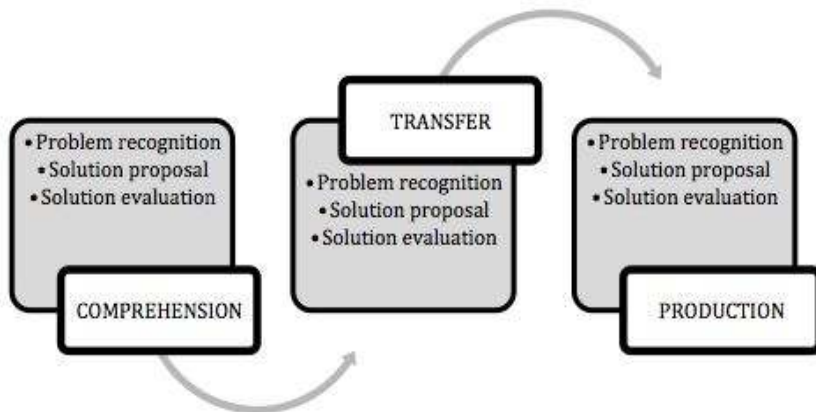 • Problem recognition
• Solution proposal
• Solution evaluation
COMPREHENSION
TRANSFER
• Problem recognition
• Solution proposal
• Solution evaluation
• Problem recognition
• Solution proposal
• Solution evaluation
PRODUCTION